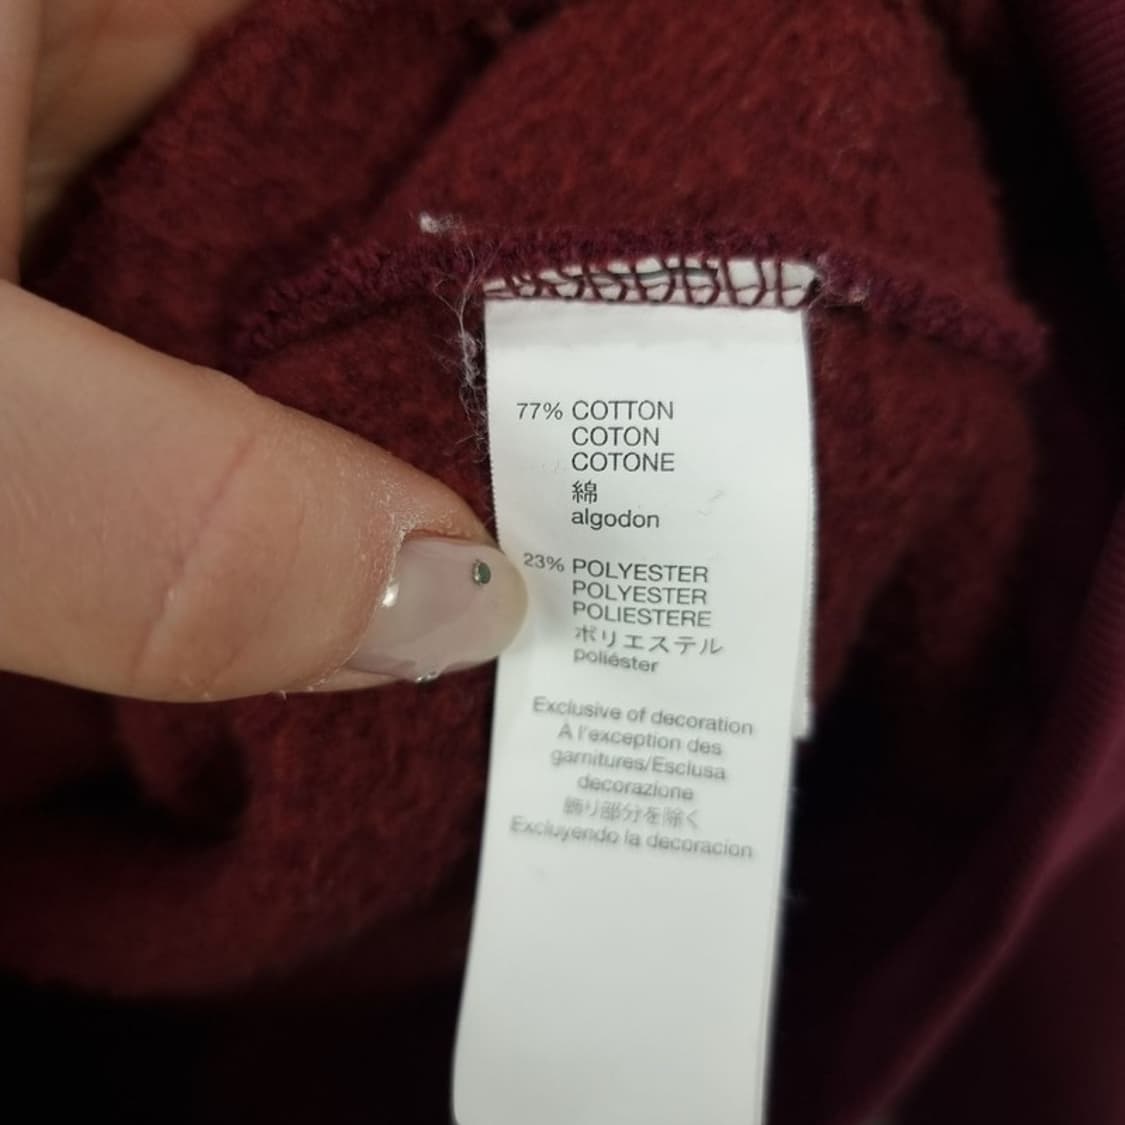 77% COTTON
COTON
COTONE
綿
algodon
23% POLYESTER
POLYESTER
POLIESTERE
ポリエステル
poliéster
Exclusive of decoration
À l'exception des
garnitures/Esclusa
decorazione
飾り部分を除く
Excluyendo la decoracion